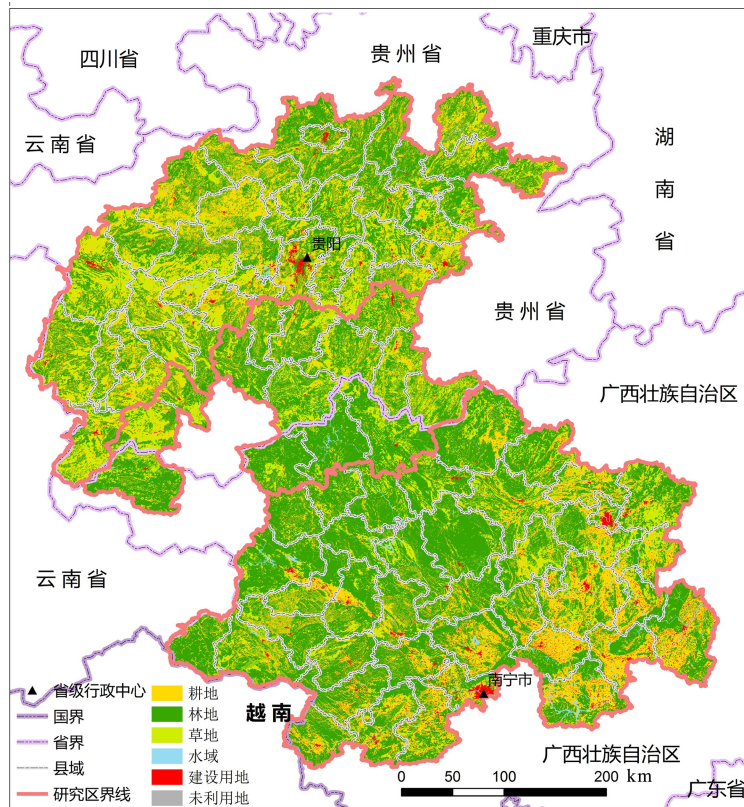 四川省
贵州省
重庆市
云南省
湖
南
省
贵阳
贵州省
广西壮族自治区
云南省
南宁市
越南
广西壮族自治区
广东省
省级行政中心
国界
省界
县域
研究区界线
耕地
林地
草地
水域
建设用地
未利用地
0 50 100 200 km